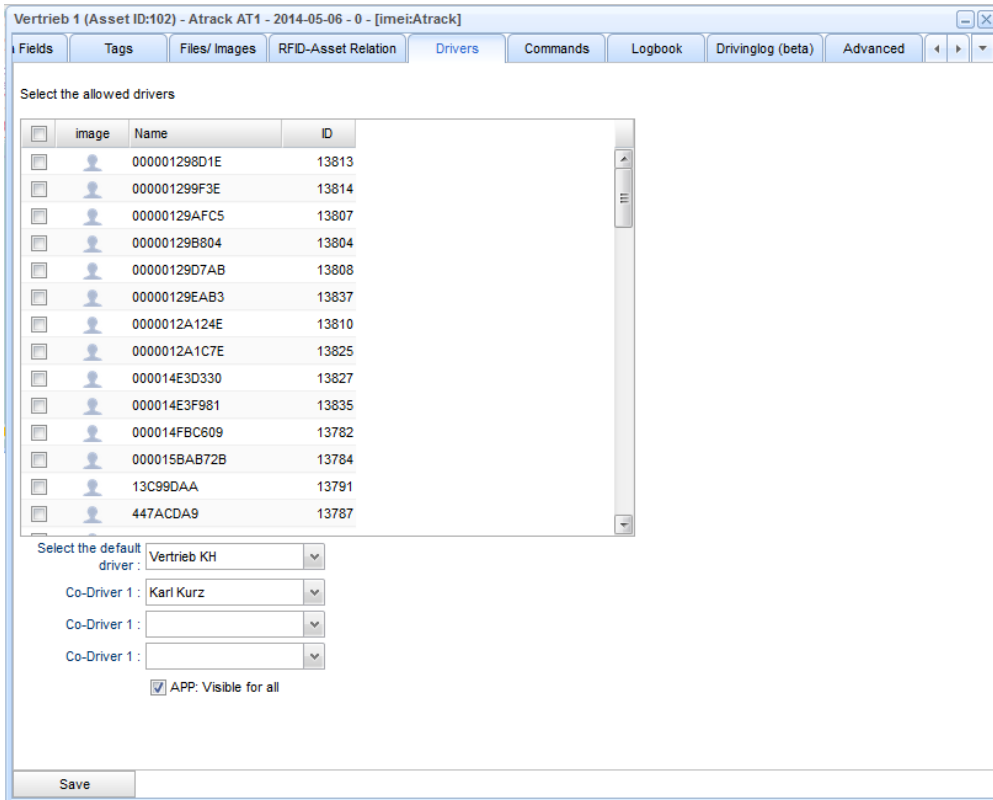 Vertrieb 1 (Asset ID:102) - Atrack AT1 - 2014-05-06 - 0 - [imei:Atrack]
Fields Tags Files/ Images RFID-Asset Relation Drivers Commands Logbook Drivinglog (beta) Advanced
Select the allowed drivers
image Name ID
000001298D1E 13813
000001299F3E 13814
00000129AFC5 13807
00000129B804 13804
00000129D7AB 13808
00000129EAB3 13837
0000012A124E 13810
0000012A1C7E 13825
000014E3D330 13827
000014E3F981 13835
000014FBC609 13782
000015BAB72B 13784
13C99DAA 13791
447ACDA9 13787
Select the default
driver : Vertrieb KH
Co-Driver 1 : Karl Kurz
Co-Driver 1 :
Co-Driver 1 :
APP: Visible for all
Save